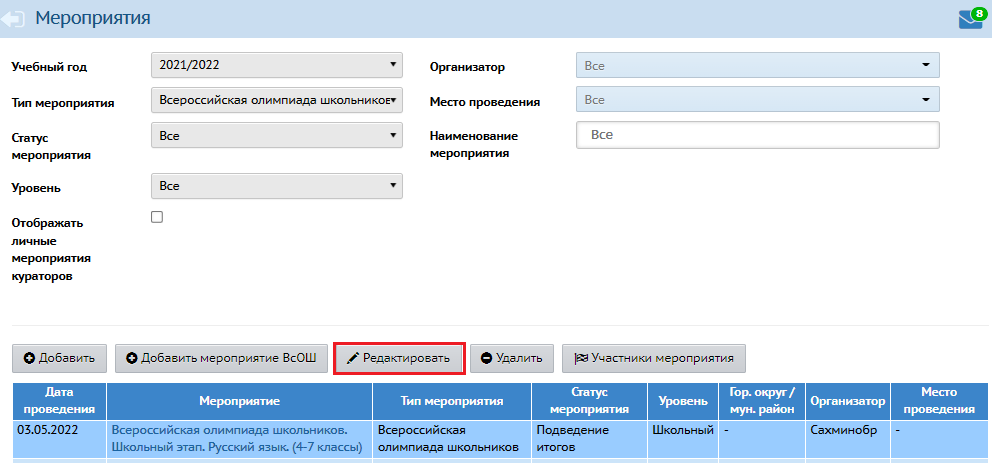 Мероприятия
8
Учебный год
2021/2022
Организатор
Все
Тип мероприятия
Всероссийская олимпиада школьников
Место проведения
Все
Статус
мероприятия
Все
Наименование
мероприятия
Все
Уровень
Все
Отображать
личные
мероприятия
кураторов
Добавить
Добавить мероприятие ВсОШ
Редактировать
Удалить
Участники мероприятия
Дата
проведения
Мероприятие
Тип мероприятия
Статус
мероприятия
Уровень
Гор. округ /
мун. район
Организатор
Место
проведения
03.05.2022
Всероссийская олимпиада школьников.
Школьный этап. Русский язык. (4-7 классы)
Всероссийская
олимпиада школьников
Подведение
итогов
Школьный
-
Сахминобр
-